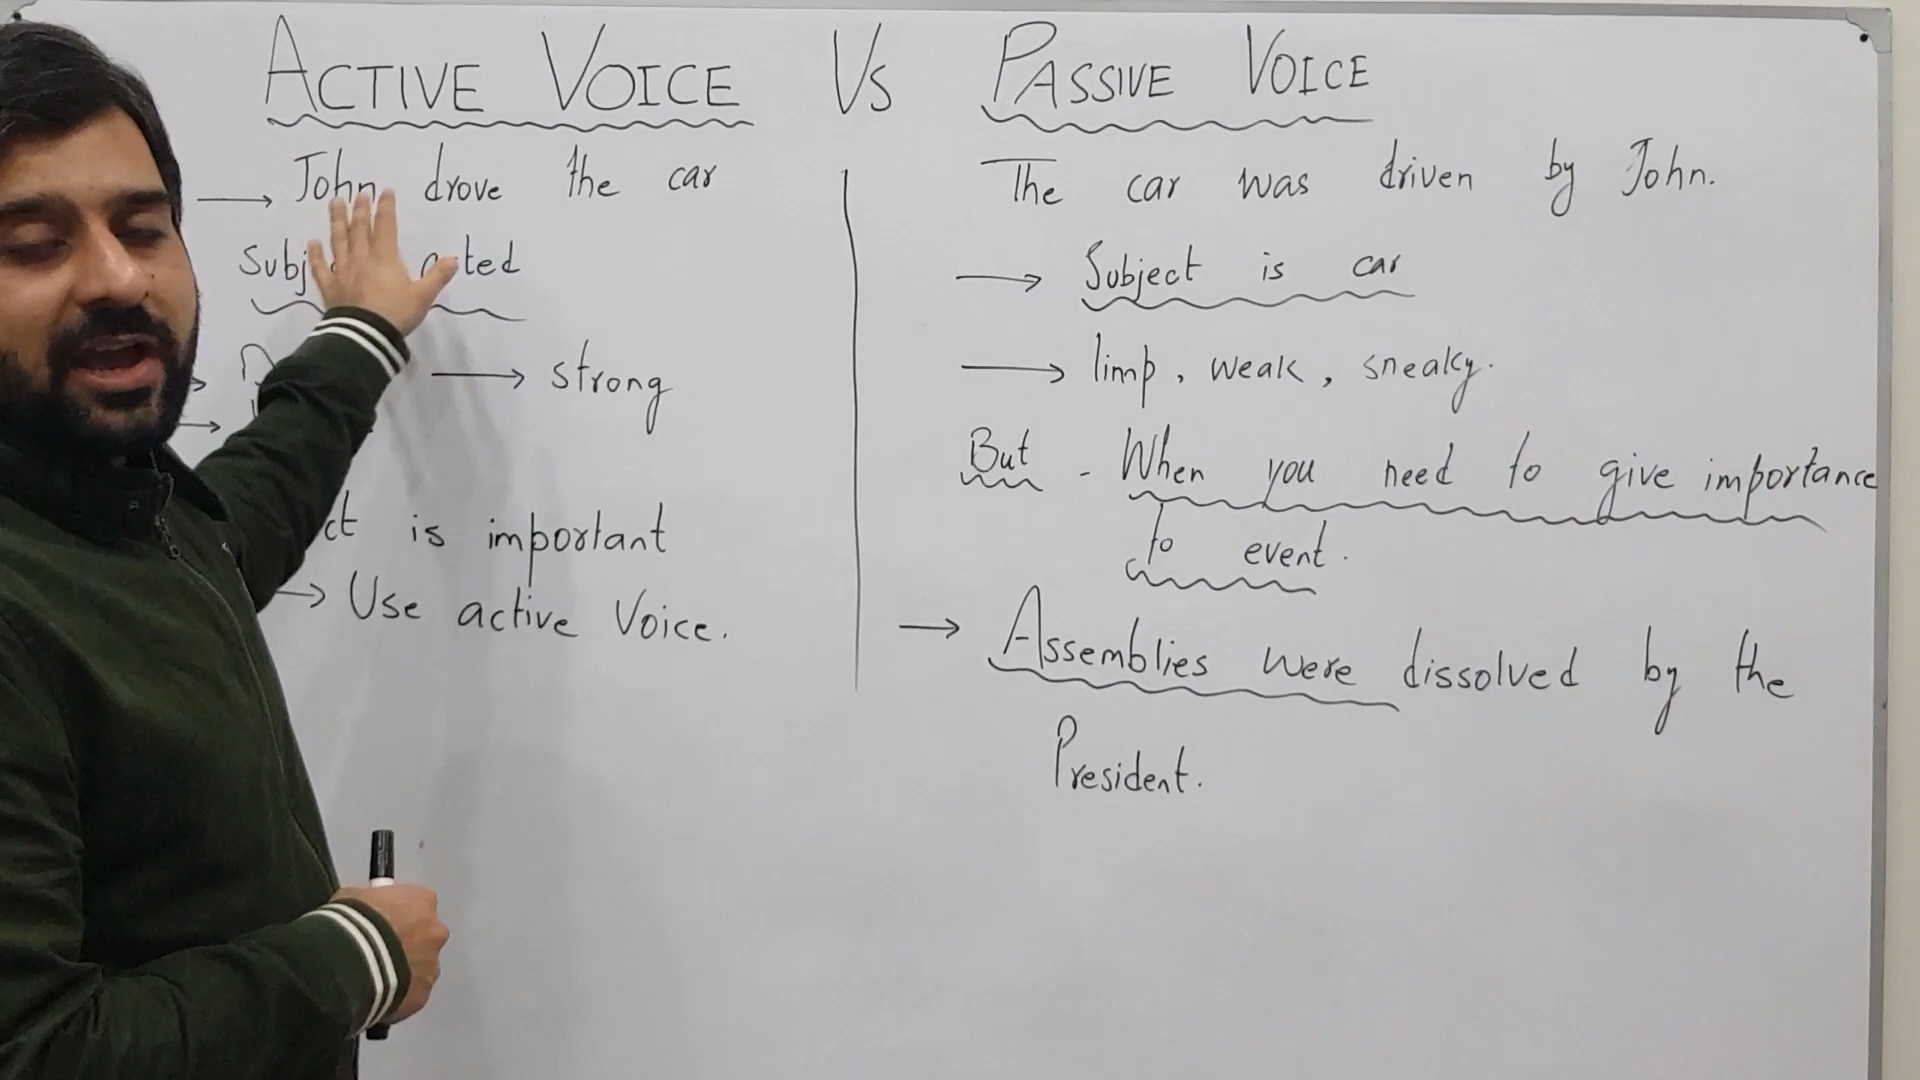 ACTIVE VOICE Vs PASSIVE VOICE
→ John drove the car
→ strong
is important
→ Use active Voice.
The car was driven by John.
→ Subject is car
→ limp, weak, sneaky.
But - When you need to give importance
to event.
→ Assemblies were dissolved by the
President.